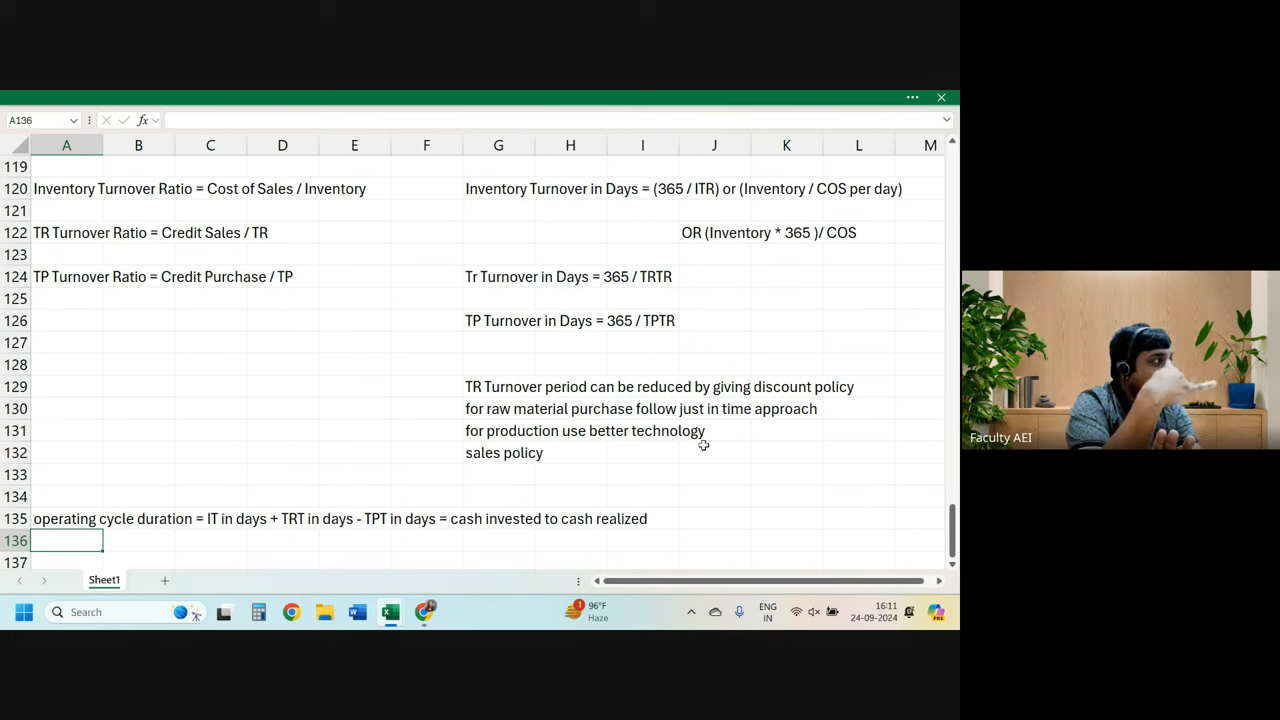 A136
fx
A B C D E F G H I J K L M
119
120 Inventory Turnover Ratio = Cost of Sales / Inventory Inventory Turnover in Days = (365 / ITR) or (Inventory / COS per day)
121
122 TR Turnover Ratio = Credit Sales / TR OR (Inventory * 365 )/ COS
123
124 TP Turnover Ratio = Credit Purchase / TP Tr Turnover in Days = 365 / TRTR
125
126 TP Turnover in Days = 365 / TPTR
127
128
129 TR Turnover period can be reduced by giving discount policy
130 for raw material purchase follow just in time approach
131 for production use better technology
132 sales policy
133
134
135 operating cycle duration = IT in days + TRT in days - TPT in days = cash invested to cash realized
136
137
Sheet1
Search
96°F
Haze
ENG
IN
16:11
24-09-2024
Faculty AEI